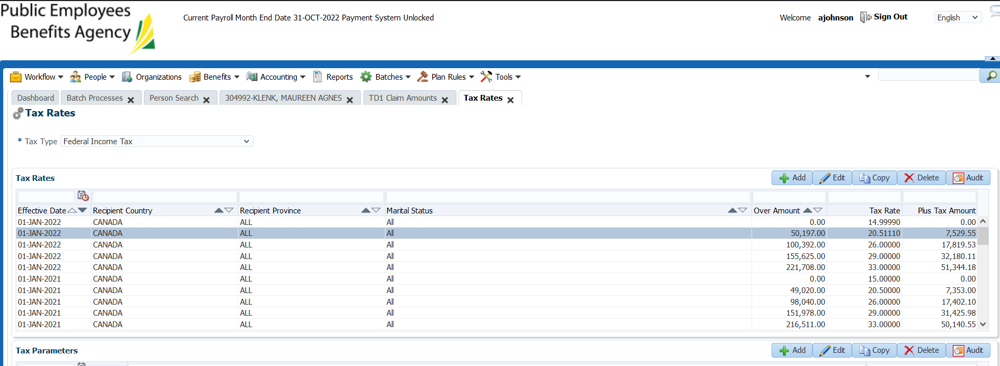 Public Employees
Benefits Agency
Current Payroll Month End Date 31-OCT-2022 Payment System Unlocked
Welcome ajohnson Sign Out English
Workflow People Organizations Benefits Accounting Reports Batches Plan Rules Tools
Dashboard Batch Processes Person Search 304992-KLENK, MAUREEN AGNES TD1 Claim Amounts Tax Rates
Tax Rates
* Tax Type Federal Income Tax
Tax Rates Add Edit Copy Delete Audit
Effective Date Recipient Country Recipient Province Marital Status Over Amount Tax Rate Plus Tax Amount
01-JAN-2022 CANADA ALL All 0.00 14.99990 0.00
01-JAN-2022 CANADA ALL All 50,197.00 20.51110 7,529.55
01-JAN-2022 CANADA ALL All 100,392.00 26.00000 17,819.53
01-JAN-2022 CANADA ALL All 155,625.00 29.00000 32,180.11
01-JAN-2022 CANADA ALL All 221,708.00 33.00000 51,344.18
01-JAN-2021 CANADA ALL All 0.00 15.00000 0.00
01-JAN-2021 CANADA ALL All 49,020.00 20.50000 7,353.00
01-JAN-2021 CANADA ALL All 98,040.00 26.00000 17,402.10
01-JAN-2021 CANADA ALL All 151,978.00 29.00000 31,425.98
01-JAN-2021 CANADA ALL All 216,511.00 33.00000 50,140.55
Tax Parameters Add Edit Copy Delete Audit